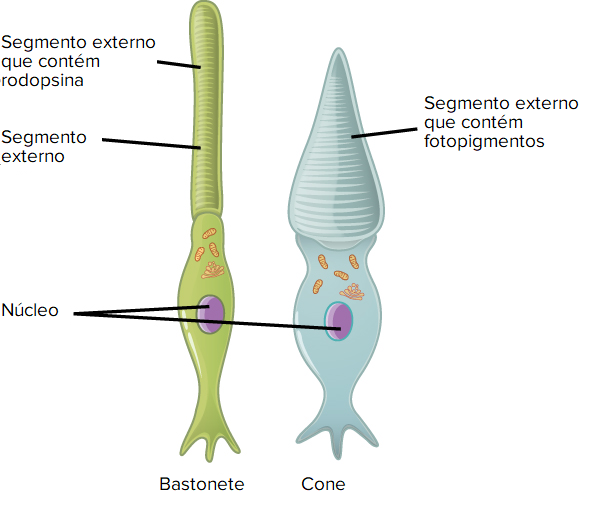 Segmento externo
que contém
rodopsina
Segmento
externo
Segmento externo
que contém
fotopigmentos
Núcleo
Bastonete
Cone